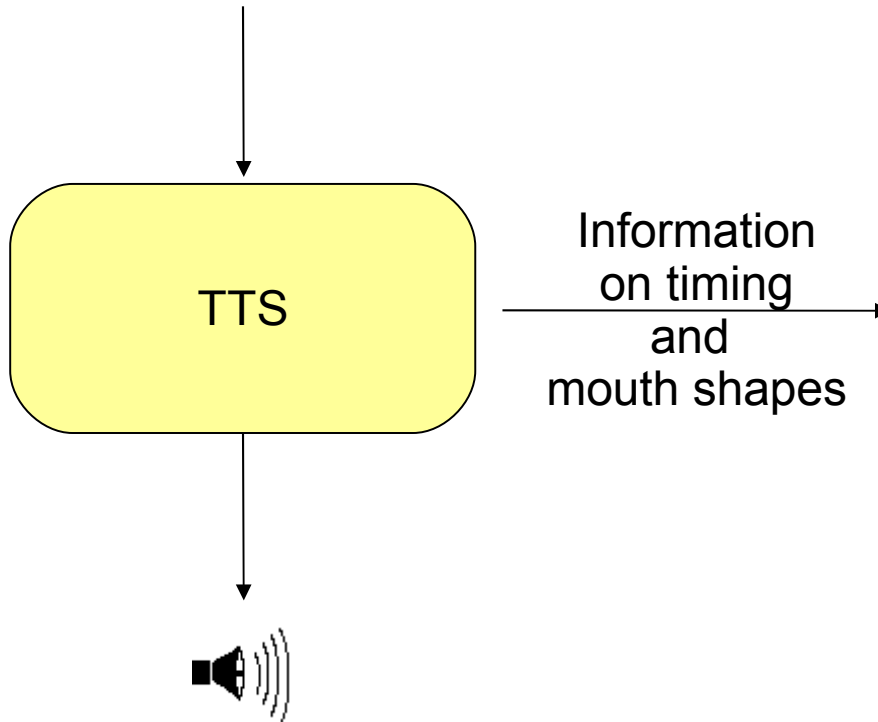 TTS
Information
on timing
and
mouth shapes